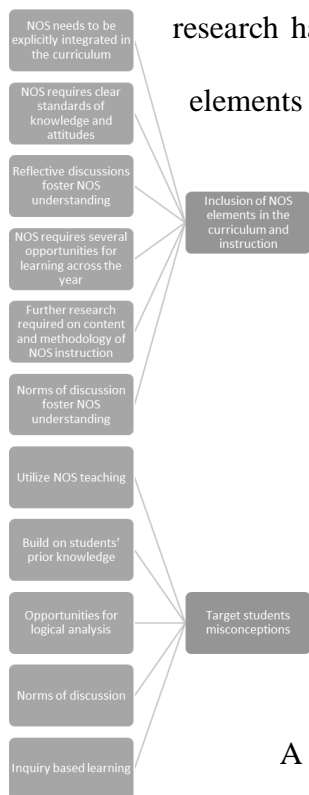 research ha
elements
NOS needs to be
explicitly integrated in
the curriculum
NOS requires clear
standards of
knowledge and
attitudes
Reflective discussions
foster NOS
understanding
NOS requires several
opportunities for
learning across the
year
Further research
required on content
and methodology of
NOS instruction
Norms of discussion
foster NOS
understanding
Inclusion of NOS
elements in the
curriculum and
instruction
Utilize NOS teaching
Build on students'
prior knowledge
Opportunities for
logical analysis
Norms of discussion
Inquiry based learning
Target students
misconceptions
A